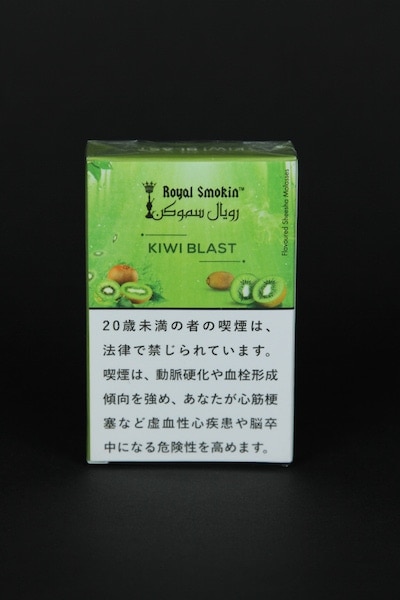 KIWI BLAST
Royal Smokin™
رويال سموكن
KIWI BLAST
Flavoured Sheesha Molasses
20歳未満の者の喫煙は、
法律で禁じられています。
喫煙は、動脈硬化や血栓形成
傾向を強め、あなたが心筋梗
塞など虚血性心疾患や脳卒
中になる危険性を高めます。